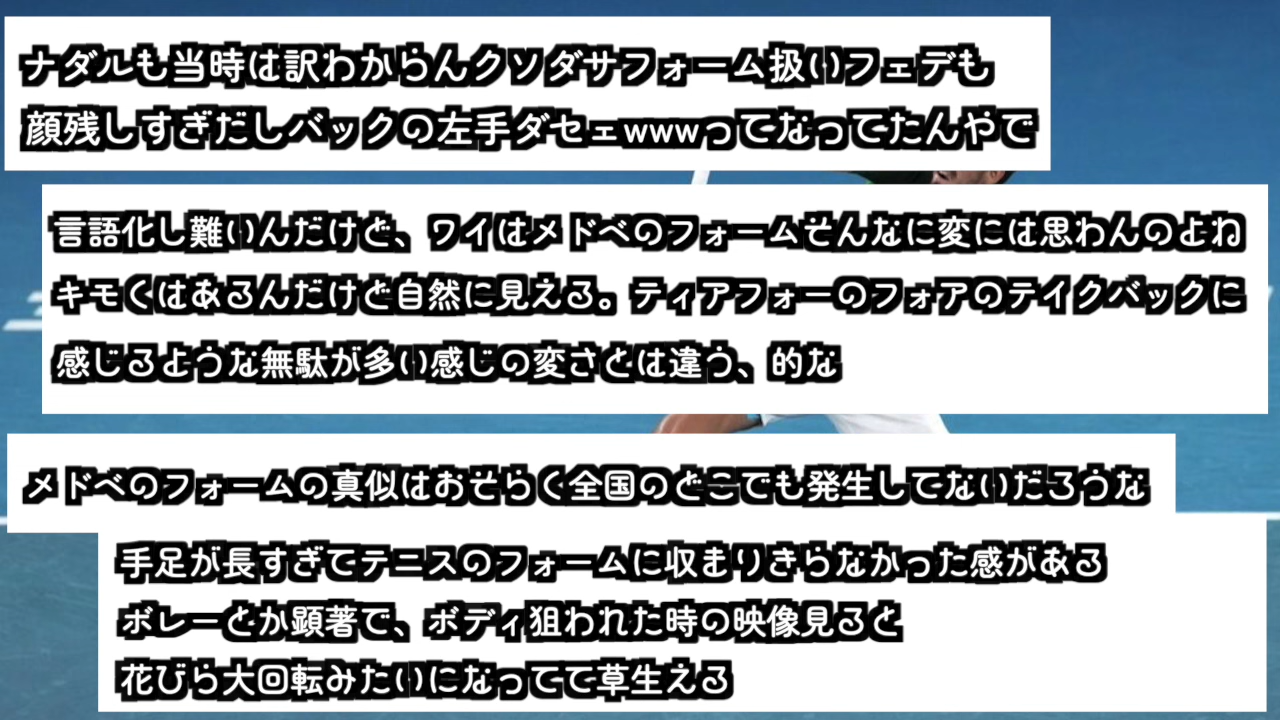 ナダルも当時は訳わからんクソダサフォーム扱いフェデも
顔残しすぎだしバックの左手ダセェwwwってなってたんやで
言語化し難いんだけど、ワイはメドベのフォームそんなに変には思わんのよね
キモくはあるんだけど自然に見える。ティアフォーのフォアのテイクバックに
感じるような無駄が多い感じの変さとは違う、的な
メドベのフォームの真似はおそらく全国のどこでも発生してないだろうな
手足が長すぎてテニスのフォームに収まりきらなかった感がある
ボレーとか顕著で、ボディ狙われた時の映像見ると
花びら大回転みたいになってて草生える